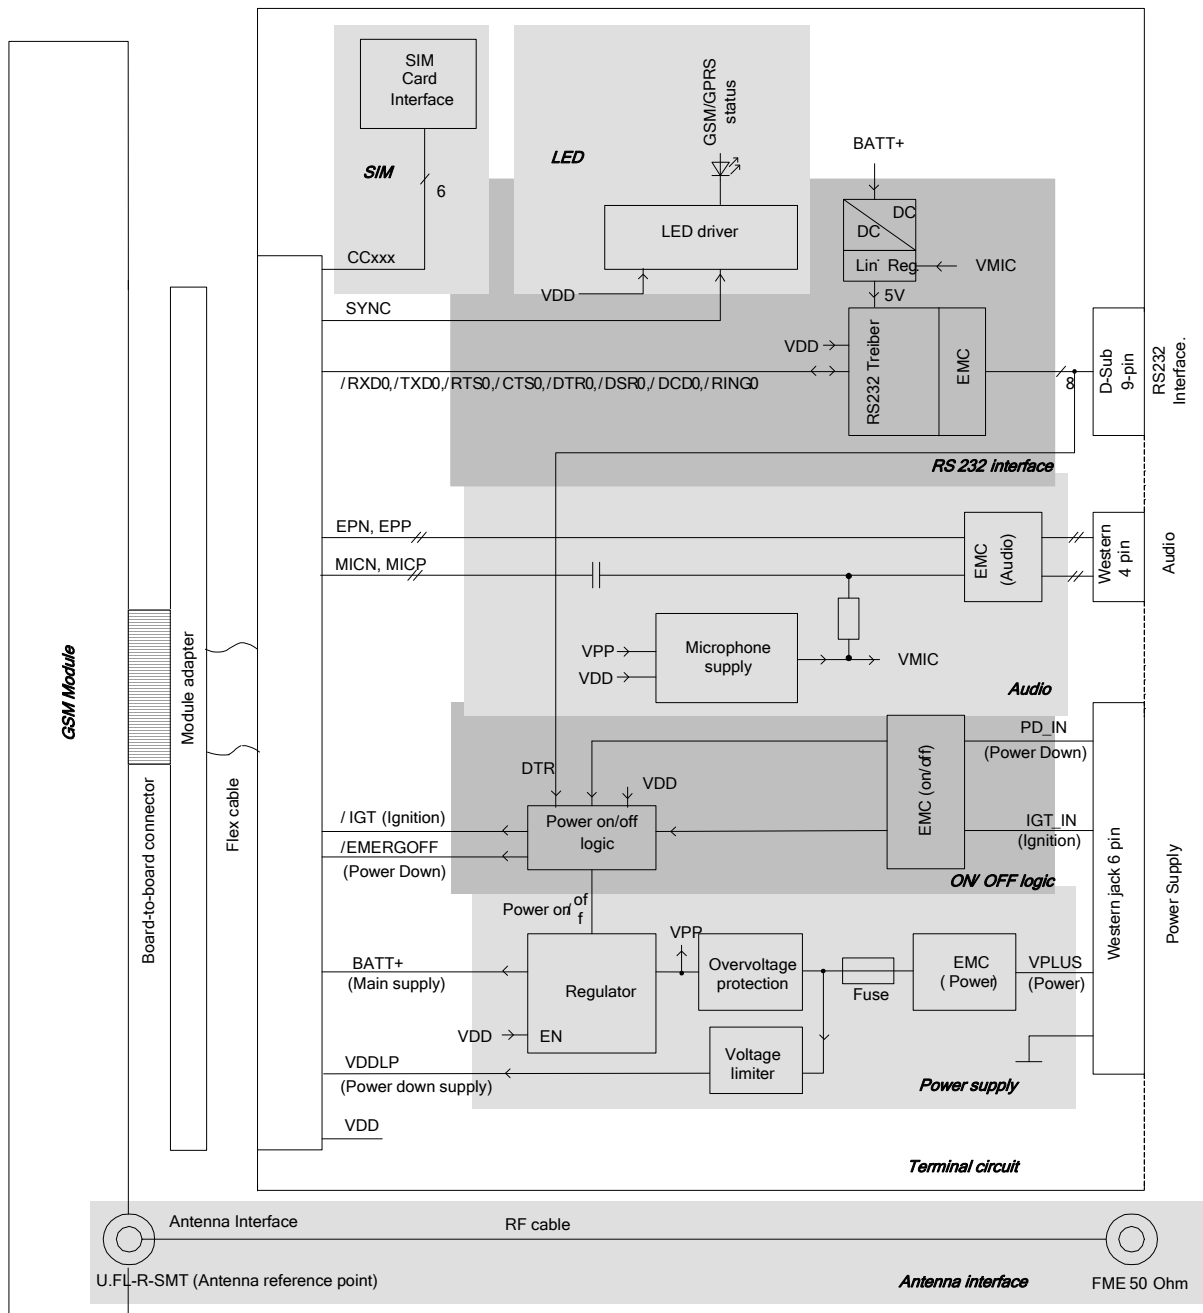 SIM
Card
Interface
SIM
6
CCxxx
LED
GSM/GPRS
status
LED driver
VDD
SYNC
BATT+
DC
DC
Lin Reg.
VMIC
5V
VDD
RS232 Treiber
EMC
8
D-Sub
9-pin
RS232
Interface.
/RXD0,/TXD0,/RTS0,/CTS0,/DTR0,/DSR0,/DCD0,/RING0
RS 232 interface
EPN, EPP
MICN, MICP
EMC
(Audio)
Western
4 pin
Audio
Microphone
supply
VPP
VDD
VMIC
Audio
GSM Module
Board-to-board connector
Module adapter
Flex cable
DTR
VDD
PD_IN
(Power Down)
EMC (on/off)
/IGT (Ignition)
/EMERGOFF
(Power Down)
Power on/off
logic
IGT_IN
(Ignition)
ON/ OFF logic
Western jack 6 pin
Power Supply
Power on/
of
f
VPP
BATT+
(Main supply)
Regulator
Overvoltage
protection
Fuse
EMC
( Power)
VPLUS
(Power)
VDD
EN
Voltage
limiter
VDDLP
(Power down supply)
Power supply
VDD
Terminal circuit
Antenna Interface
RF cable
U.FL-R-SMT (Antenna reference point)
Antenna interface
FME 50 Ohm